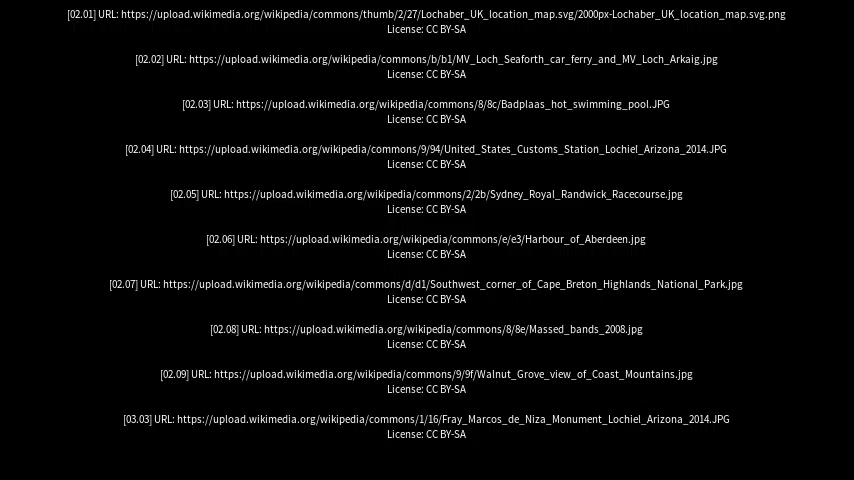 [02.01] URL: https://upload.wikimedia.org/wikipedia/commons/thumb/2/27/Lochaber_UK_location_map.svg/2000px-Lochaber_UK_location_map.svg.png
License: CC BY-SA
[02.02] URL: https://upload.wikimedia.org/wikipedia/commons/b/b1/MV_Loch_Seaforth_car_ferry_and_MV_Loch_Arkaig.jpg
License: CC BY-SA
[02.03] URL: https://upload.wikimedia.org/wikipedia/commons/8/8c/Badplaas_hot_swimming_pool.JPG
License: CC BY-SA
[02.04] URL: https://upload.wikimedia.org/wikipedia/commons/9/94/United_States_Customs_Station_Lochiel_Arizona_2014.JPG
License: CC BY-SA
[02.05] URL: https://upload.wikimedia.org/wikipedia/commons/2/2b/Sydney_Royal_Randwick_Racecourse.jpg
License: CC BY-SA
[02.06] URL: https://upload.wikimedia.org/wikipedia/commons/e/e3/Harbour_of_Aberdeen.jpg
License: CC BY-SA
[02.07] URL: https://upload.wikimedia.org/wikipedia/commons/d/d1/Southwest_corner_of_Cape_Breton_Highlands_National_Park.jpg
License: CC BY-SA
[02.08] URL: https://upload.wikimedia.org/wikipedia/commons/8/8e/Massed_bands_2008.jpg
License: CC BY-SA
[02.09] URL: https://upload.wikimedia.org/wikipedia/commons/9/9f/Walnut_Grove_view_of_Coast_Mountains.jpg
License: CC BY-SA
[03.03] URL: https://upload.wikimedia.org/wikipedia/commons/1/16/Fray_Marcos_de_Niza_Monument_Lochiel_Arizona_2014.JPG
License: CC BY-SA